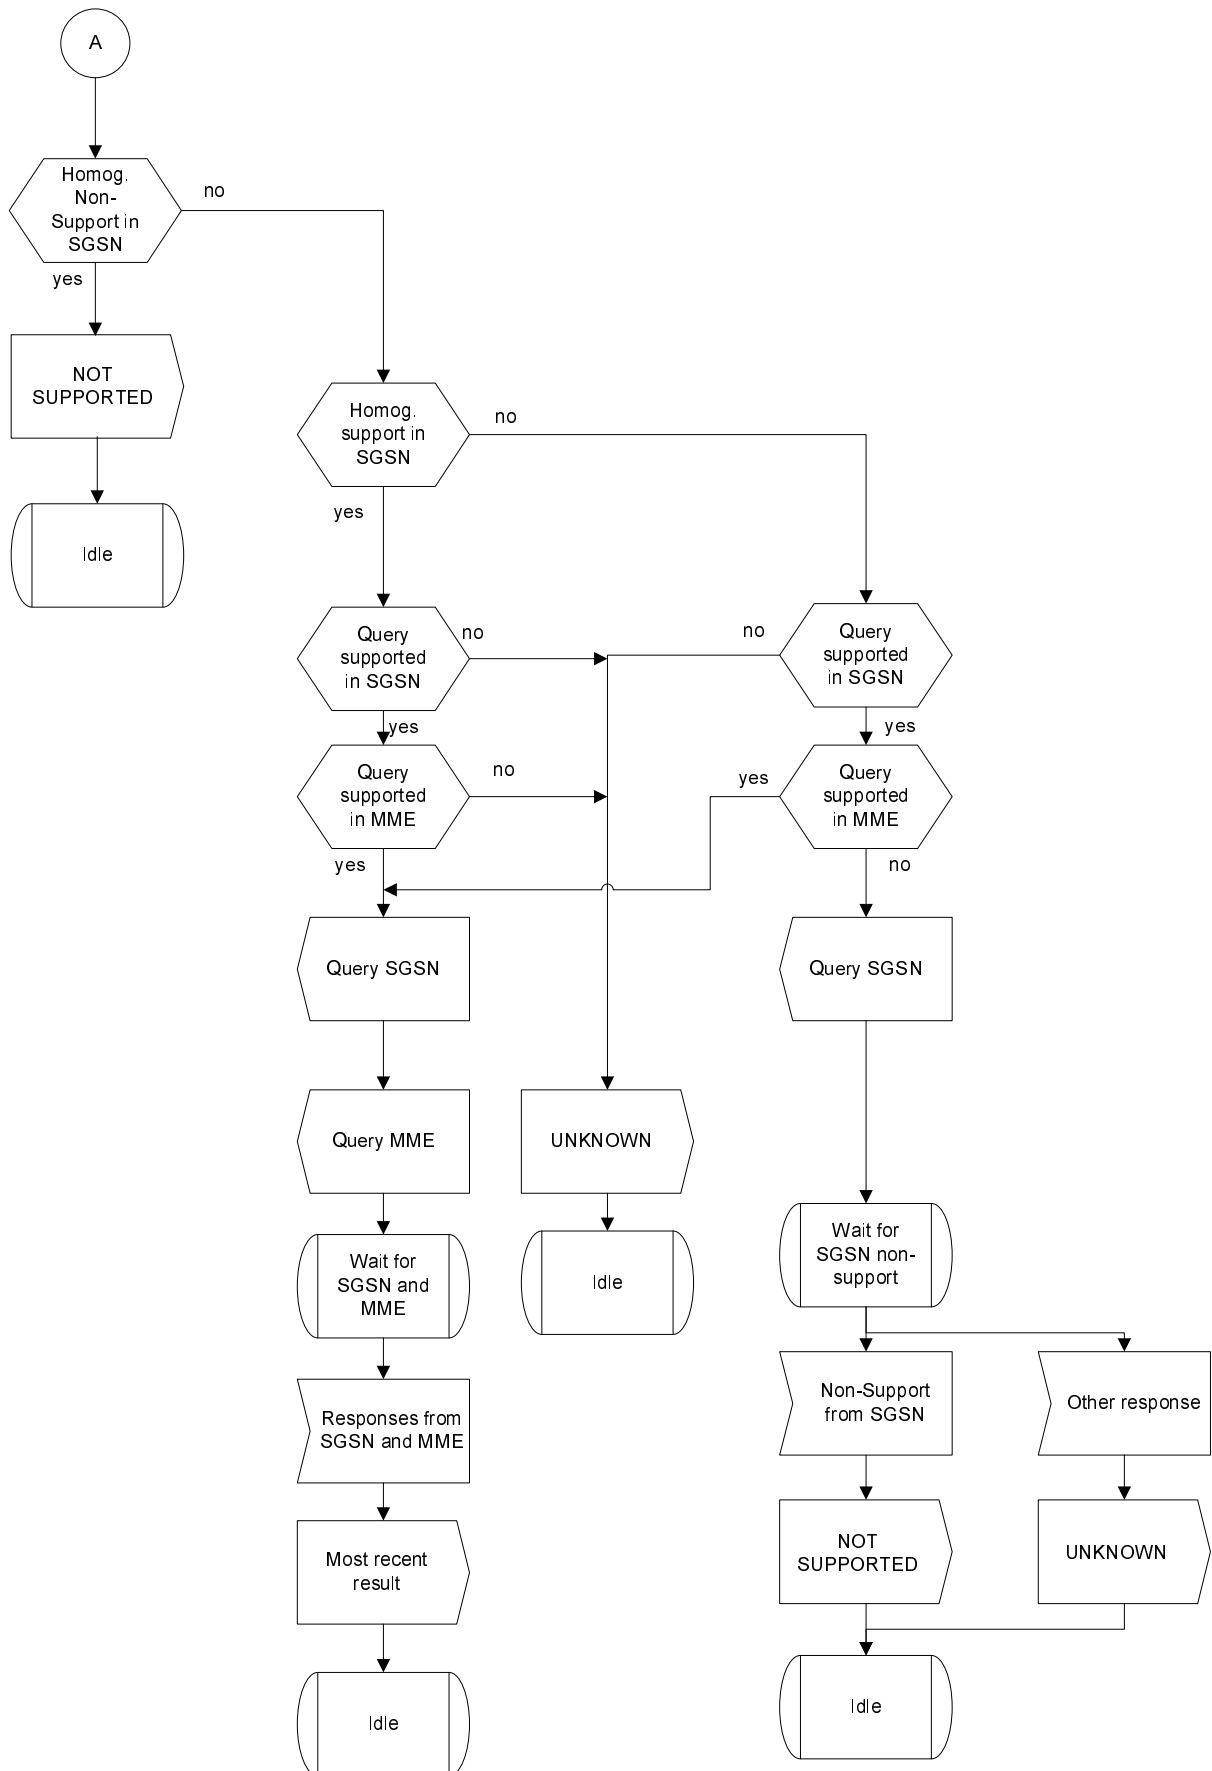 A
Homog.
Non-
Support in
SGSN
no
yes
NOT
SUPPORTED
Idle
Homog.
support in
SGSN
no
yes
Query
supported
in SGSN
no
yes
Query
supported
in MME
no
yes
Query
supported
in SGSN
no
yes
Query
supported
in MME
yes
no
Query SGSN
Query MME
Wait for
SGSN and
MME
Responses from
SGSN and MME
Most recent
result
Idle
UNKNOWN
Idle
Query SGSN
Wait for
SGSN non-
support
Non-Support
from SGSN
Other response
NOT
SUPPORTED
UNKNOWN
Idle